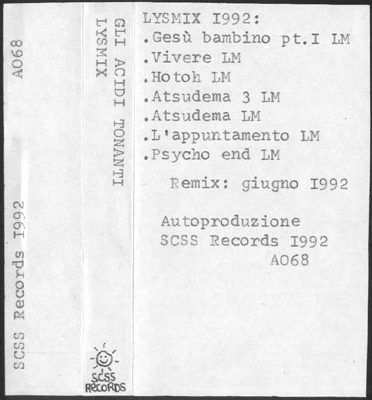 A068
SCSS Records I992
GLI ACIDI TONANTI
LYSMIX
SCSS
RECORDS
LYSMIX I992:
.Gesù bambino pt.I LM
.Vivere LM
.Hotoh LM
.Atsudema 3 LM
.Atsudema LM
.L'appuntamento LM
.Psycho end LM
Remix: giugno I992
Autoproduzione
SCSS Records I992
A068